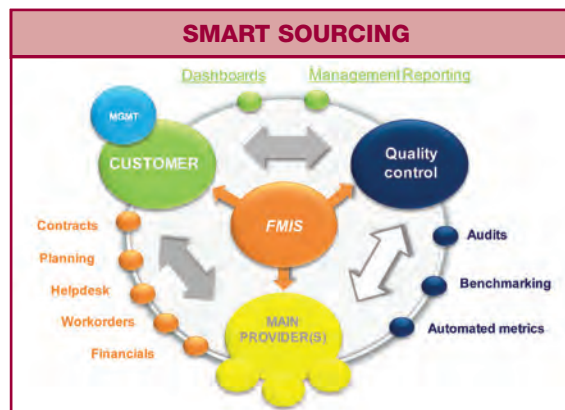 SMART SOURCING
Dashboards
Management Reporting
MGMT
CUSTOMER
Quality
control
FMIS
Contracts
Planning
Helpdesk
Workorders
Financials
Audits
Benchmarking
Automated metrics
MAIN
PROVIDER(S)